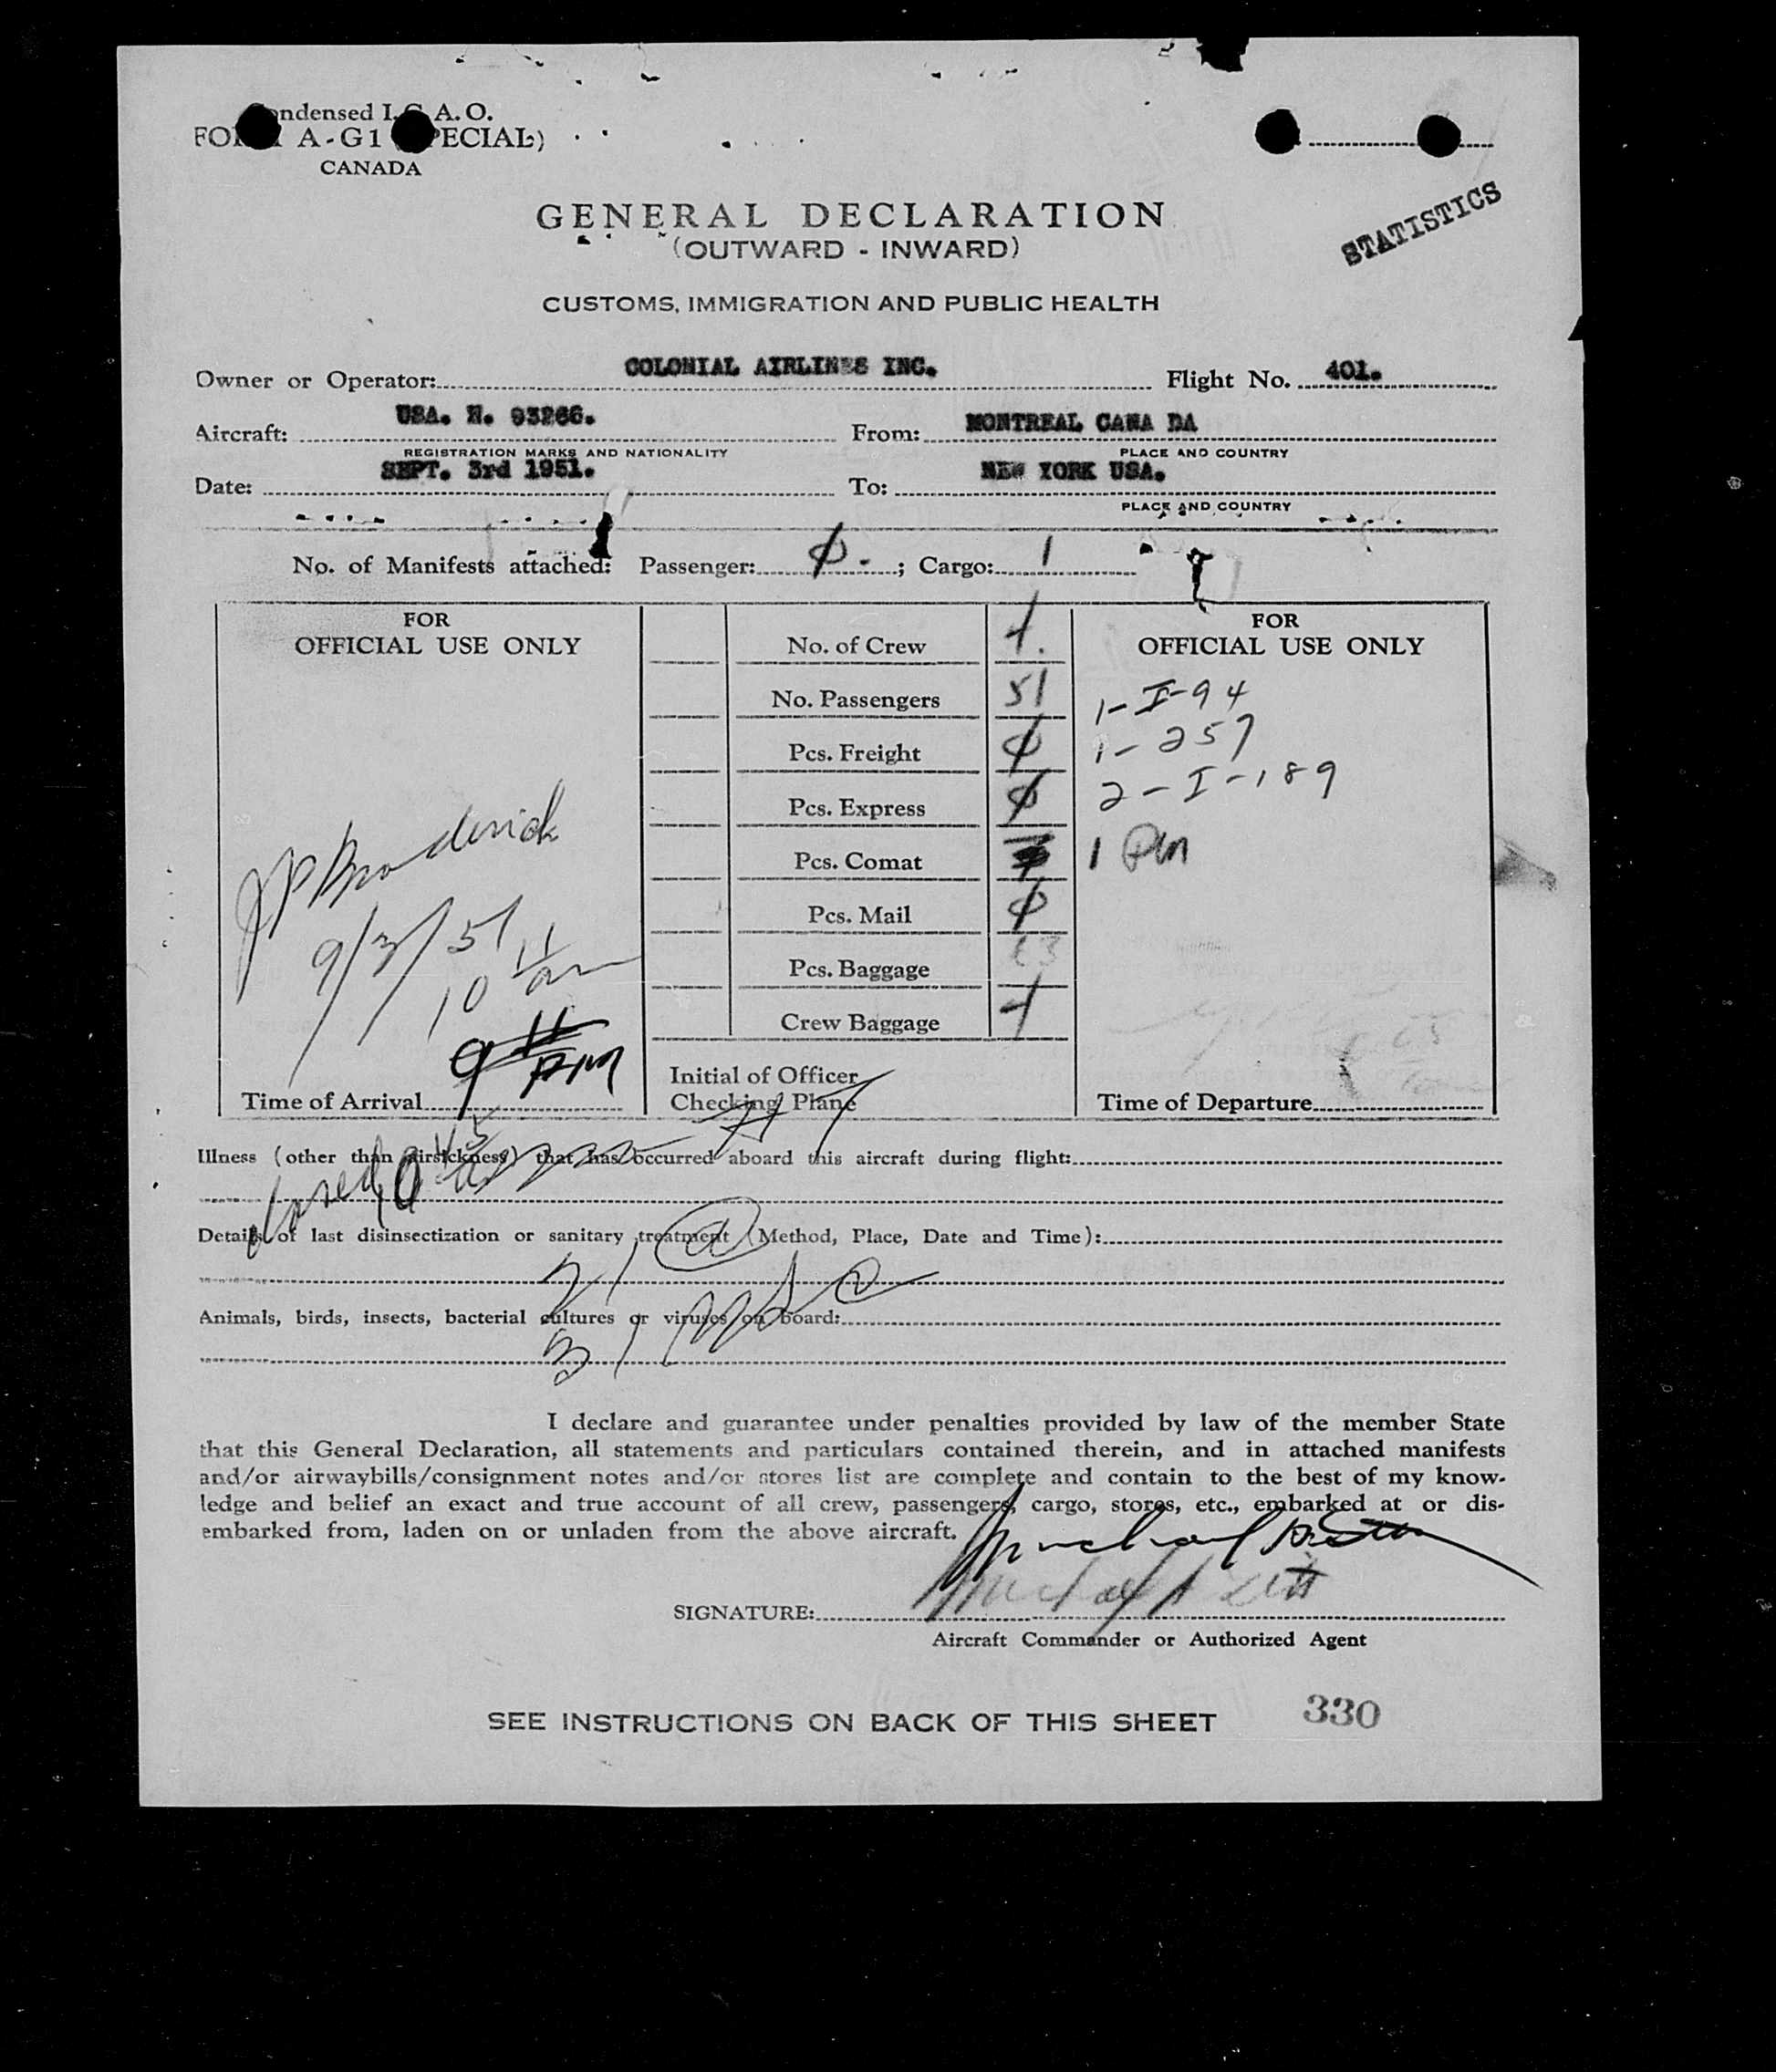 Condensed I.C.A.O.
FORM A-G1 (SPECIAL)
CANADA
STATISTICS
GENERAL DECLARATION
(OUTWARD - INWARD)
CUSTOMS, IMMIGRATION AND PUBLIC HEALTH
Owner or Operator: COLONIAL AIRLINES INC. Flight No. 401.
Aircraft: USA. N. 93266. From: MONTREAL CANA DA
REGISTRATION MARKS AND NATIONALITY PLACE AND COUNTRY
Date: SEPT. 3rd 1951. To: NEW YORK USA.
PLACE AND COUNTRY
No. of Manifests attached: Passenger: 0. ; Cargo: 1
FOR
OFFICIAL USE ONLY
JP Broderick
9/3/51
10 11
9 11 PM
Time of Arrival
No. of Crew
No. Passengers 51
Pcs. Freight 0
Pcs. Express 0
Pcs. Comat
Pcs. Mail 0
Pcs. Baggage
Crew Baggage
Initial of Officer
Checking Plane
FOR
OFFICIAL USE ONLY
1-I-94
1-257
2-I-189
1 Pm
Time of Departure
Illness (other than airsickness) that has occurred aboard this aircraft during flight:
Details of last disinsectization or sanitary treatment (Method, Place, Date and Time):
Animals, birds, insects, bacterial cultures or viruses on board:
I declare and guarantee under penalties provided by law of the member State
that this General Declaration, all statements and particulars contained therein, and in attached manifests
and/or airwaybills/consignment notes and/or stores list are complete and contain to the best of my know-
ledge and belief an exact and true account of all crew, passengers, cargo, stores, etc., embarked at or dis-
embarked from, laden on or unladen from the above aircraft.
SIGNATURE:
Aircraft Commander or Authorized Agent
SEE INSTRUCTIONS ON BACK OF THIS SHEET 330